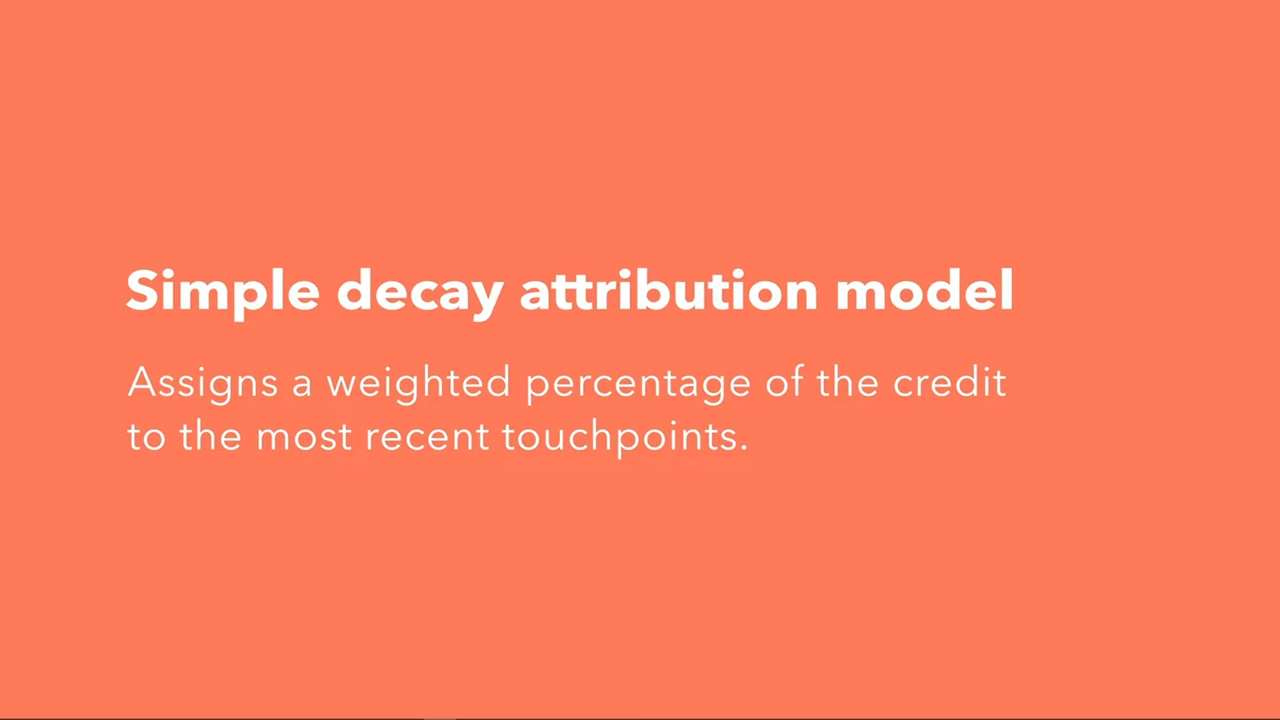 Simple decay attribution model
Assigns a weighted percentage of the credit
to the most recent touchpoints.